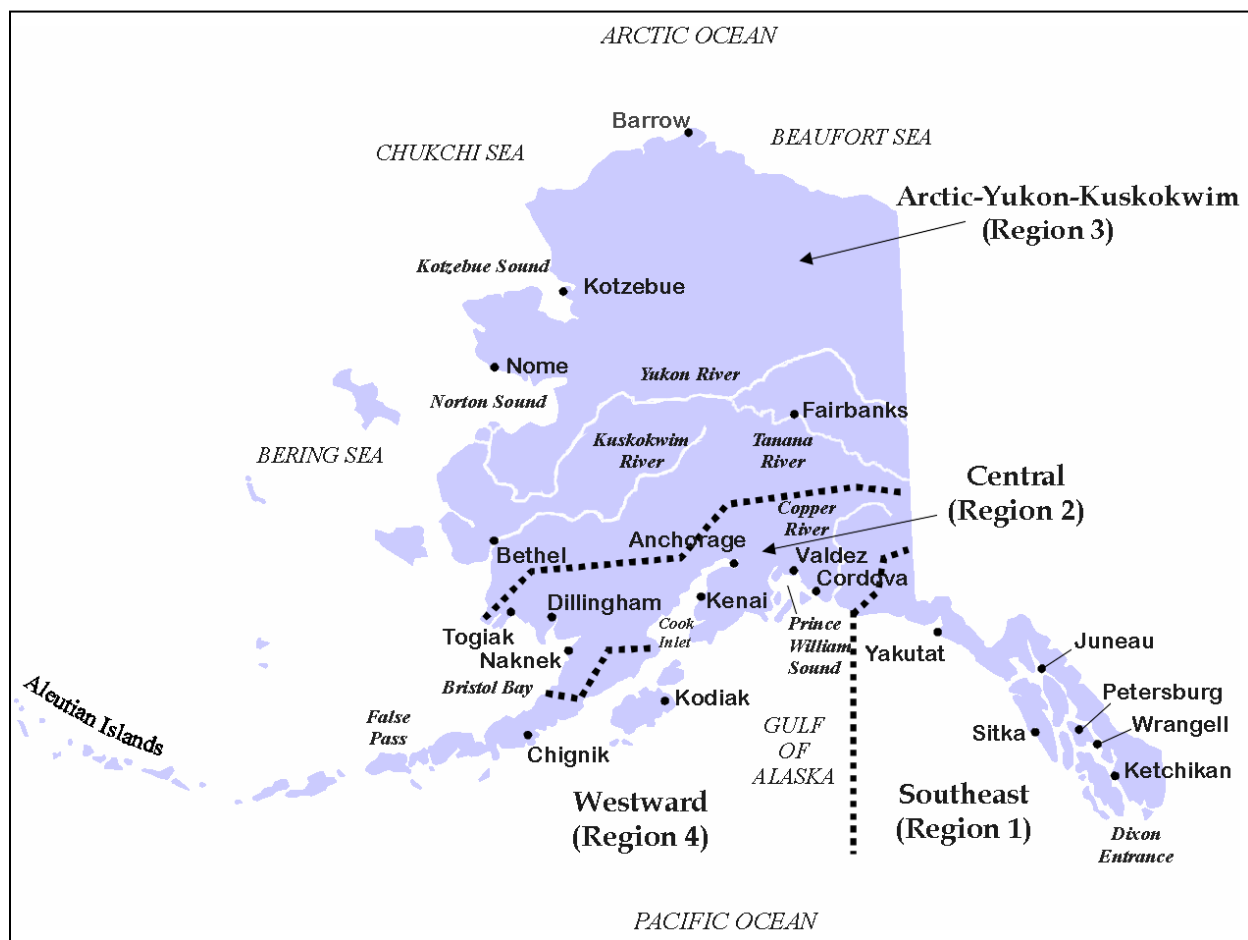 ARCTIC OCEAN
Barrow
BEAUFORT SEA
CHUKCHI SEA
Arctic-Yukon-Kuskokwim
(Region 3)
Kotzebue Sound
Kotzebue
Nome
Yukon River
Norton Sound
Fairbanks
Kuskokwim
River
Tanana
River
BERING SEA
Central
(Region 2)
Copper
River
Anchorage
Bethel
Valdez
Cordova
Dillingham
Kenai
Togiak
Cook
Inlet
Prince
William
Sound
Naknek
Yakutat
Juneau
Bristol Bay
Aleutian Islands
Kodiak
Petersburg
Wrangell
Sitka
False
Pass
Chignik
GULF
OF
ALASKA
Ketchikan
Westward
(Region 4)
Southeast
(Region 1)
Dixon
Entrance
PACIFIC OCEAN